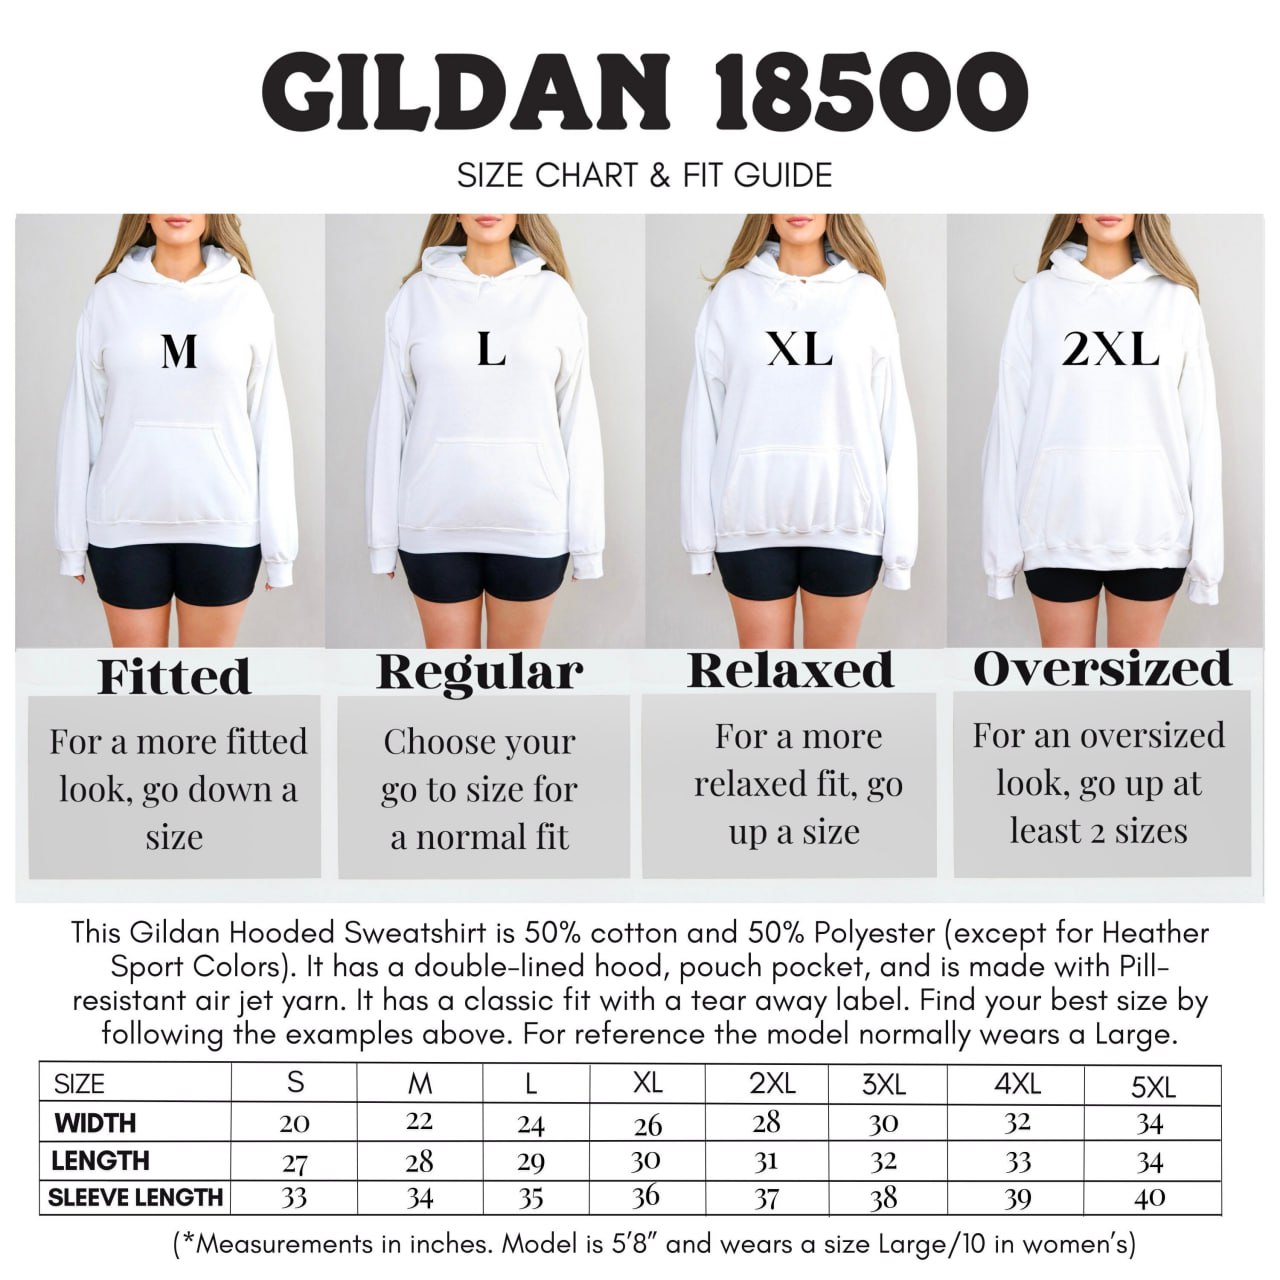 GILDAN 18500
SIZE CHART & FIT GUIDE
M
L
XL
2XL
Fitted
Regular
Relaxed
Oversized
For a more fitted
look, go down a
size
Choose your
go to size for
a normal fit
For a more
relaxed fit, go
up a size
For an oversized
look, go up at
least 2 sizes
This Gildan Hooded Sweatshirt is 50% cotton and 50% Polyester (except for Heather
Sport Colors). It has a double-lined hood, pouch pocket, and is made with Pill-
resistant air jet yarn. It has a classic fit with a tear away label. Find your best size by
following the examples above. For reference the model normally wears a Large.
SIZE S M L XL 2XL 3XL 4XL 5XL
WIDTH 20 22 24 26 28 30 32 34
LENGTH 27 28 29 30 31 32 33 34
SLEEVE LENGTH 33 34 35 36 37 38 39 40
(*Measurements in inches. Model is 5'8" and wears a size Large/10 in women's)